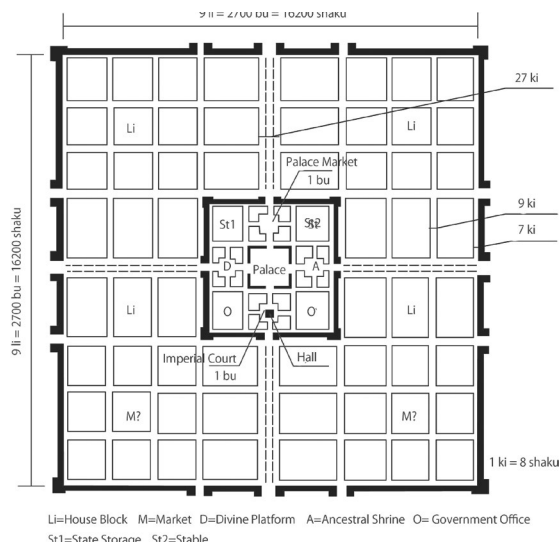 9 li = 2700 bu = 16200 shaku
27 ki
Li
Li
Palace Market
1 bu
9 ki
St1
St2
7 ki
D
Palace
A
9 li = 2700 bu = 16200 shaku
Li
O
O
Li
Imperial Court
Hall
1 bu
M?
M?
1 ki = 8 shaku
Li=House Block M=Market D=Divine Platform A=Ancestral Shrine O= Government Office
St1=State Storage St2=Stable